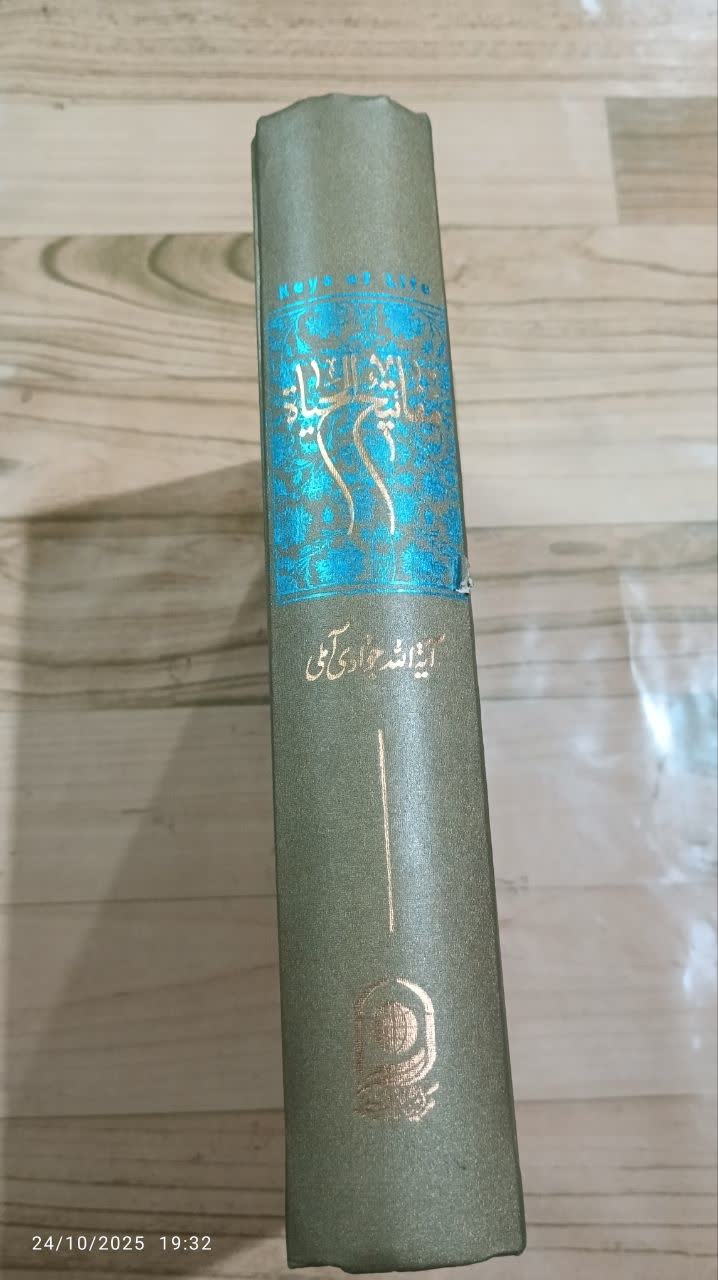 Keys of Life
مفاتیح الحیاة
آیة الله جوادی آملی
24/10/2025 19:32